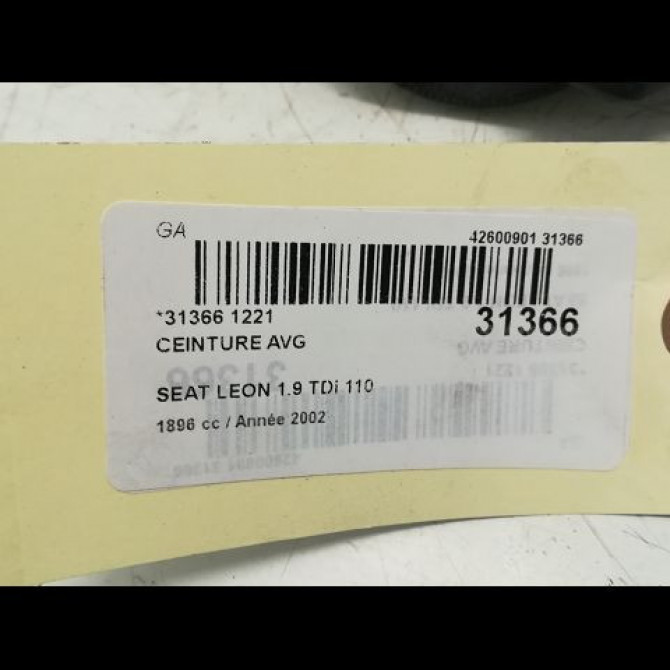 GA
42600901 31366
*31366 1221
31366
CEINTURE AVG
SEAT LEON 1.9 TDi 110
1896 cc / Année 2002